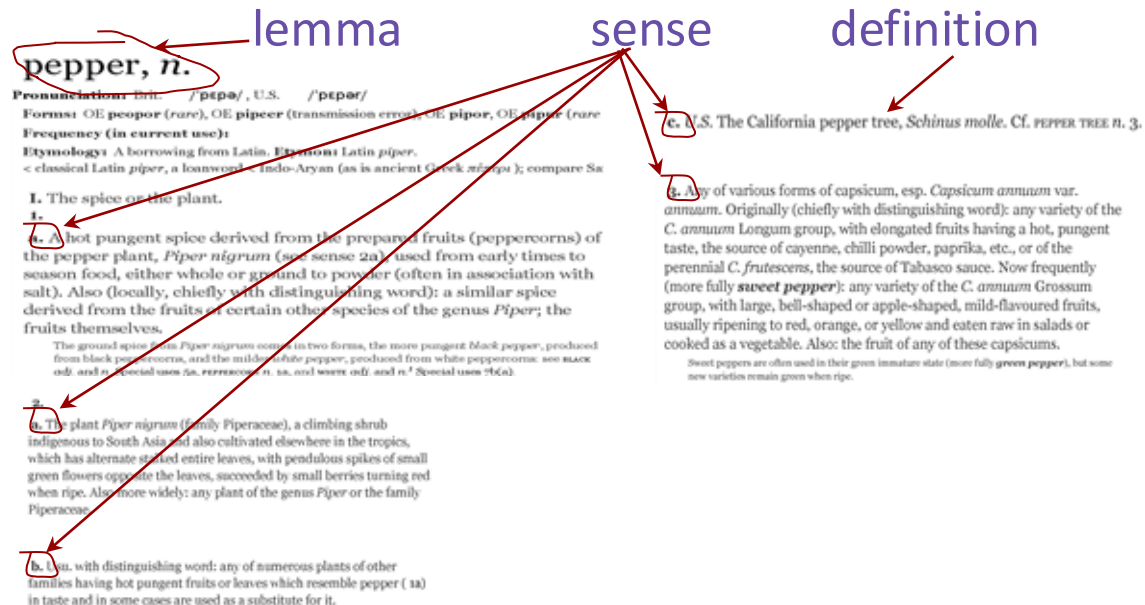 lemma
sense
definition
pepper, n.
Pronunciation: Brit. /ˈpɛpə/, U.S. /ˈpɛpər/
Forms: OE peopor (rare), OE pipecer (transmission error), OE pipor, OE pipur (rare
Frequency (in current use):
Etymology: A borrowing from Latin. Etymon: Latin piper.
< classical Latin piper, a loanword < Indo-Aryan (as is ancient Greek πέπερι ); compare Sa
I. The spice or the plant.
1.
a. A hot pungent spice derived from the prepared fruits (peppercorns) of
the pepper plant, Piper nigrum (see sense 2a), used from early times to
season food, either whole or ground to powder (often in association with
salt). Also (locally, chiefly with distinguishing word): a similar spice
derived from the fruits of certain other species of the genus Piper; the
fruits themselves.
The ground spice from Piper nigrum comes in two forms, the more pungent black pepper, produced
from black peppercorns, and the milder white pepper, produced from white peppercorns: see BLACK
adj. and n. Special uses 5a, PEPPERCORN n. 1a, and WHITE adj. and n.¹ Special uses 7b(a).
2.
a. The plant Piper nigrum (family Piperaceae), a climbing shrub
indigenous to South Asia and also cultivated elsewhere in the tropics,
which has alternate stalked entire leaves, with pendulous spikes of small
green flowers opposite the leaves, succeeded by small berries turning red
when ripe. Also more widely: any plant of the genus Piper or the family
Piperaceae.
b. Usu. with distinguishing word: any of numerous plants of other
families having hot pungent fruits or leaves which resemble pepper ( 1a)
in taste and in some cases are used as a substitute for it.
c. U.S. The California pepper tree, Schinus molle. Cf. PEPPER TREE n. 3.
3. Any of various forms of capsicum, esp. Capsicum annuum var.
annuum. Originally (chiefly with distinguishing word): any variety of the
C. annuum Longum group, with elongated fruits having a hot, pungent
taste, the source of cayenne, chilli powder, paprika, etc., or of the
perennial C. frutescens, the source of Tabasco sauce. Now frequently
(more fully sweet pepper): any variety of the C. annuum Grossum
group, with large, bell-shaped or apple-shaped, mild-flavoured fruits,
usually ripening to red, orange, or yellow and eaten raw in salads or
cooked as a vegetable. Also: the fruit of any of these capsicums.
Sweet peppers are often used in their green immature state (more fully green pepper), but some
new varieties remain green when ripe.